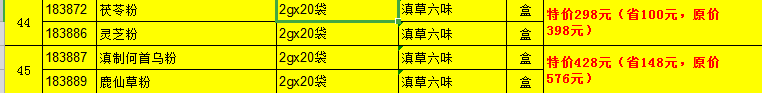 44 183872 茯苓粉 2gx20袋 滇草六味 盒 特价298元（省100元，原价398元）
183886 灵芝粉 2gx20袋 滇草六味 盒
45 183887 滇制何首乌粉 2gx20袋 滇草六味 盒 特价428元（省148元，原价576元）
183889 鹿仙草粉 2gx20袋 滇草六味 盒